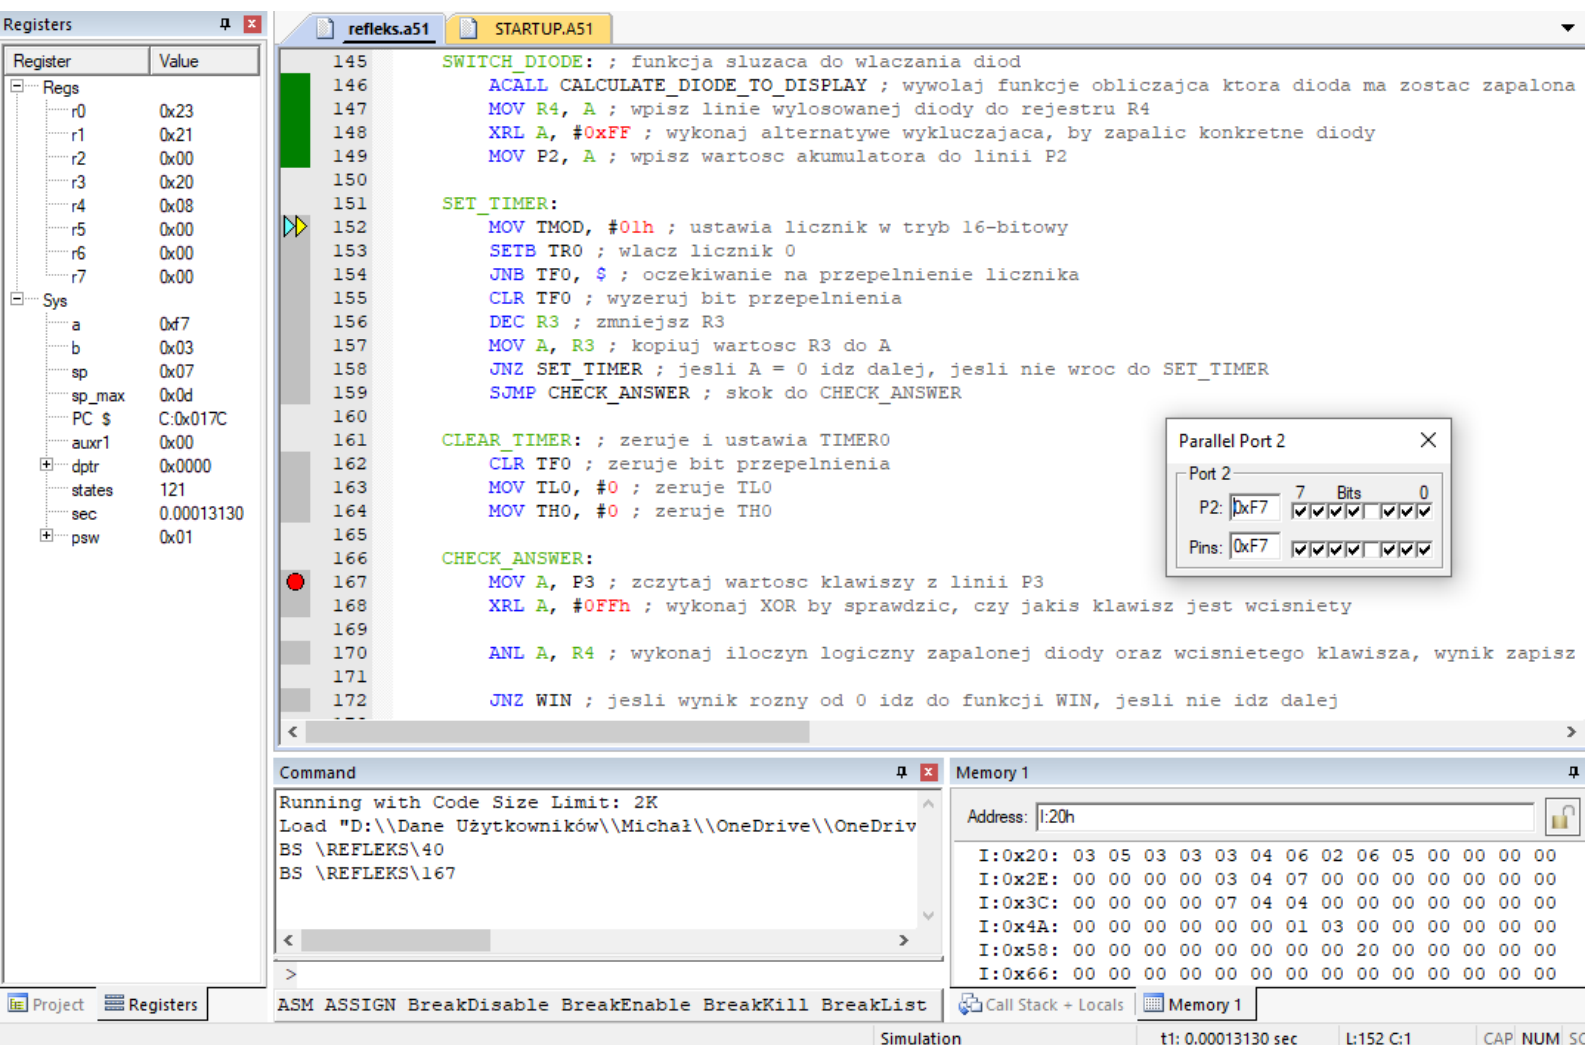 Registers
Register Value
Regs
r0 0x23
r1 0x21
r2 0x00
r3 0x20
r4 0x08
r5 0x00
r6 0x00
r7 0x00
Sys
a 0xf7
b 0x03
sp 0x07
sp_max 0x0d
PC $ C:0x017C
auxr1 0x00
dptr 0x0000
states 121
sec 0.00013130
psw 0x01
Project Registers
refleks.a51 STARTUP.A51
145 SWITCH_DIODE: ; funkcja sluzaca do wlaczania diod
146 ACALL CALCULATE_DIODE_TO_DISPLAY ; wywolaj funkcje obliczajca ktora dioda ma zostac zapalona
147 MOV R4, A ; wpisz linie wylosowanej diody do rejestru R4
148 XRL A, #0xFF ; wykonaj alternatywe wykluczajaca, by zapalic konkretne diody
149 MOV P2, A ; wpisz wartosc akumulatora do linii P2
150
151 SET_TIMER:
152 MOV TMOD, #01h ; ustawia licznik w tryb 16-bitowy
153 SETB TR0 ; wlacz licznik 0
154 JNB TF0, $ ; oczekiwanie na przepelnienie licznika
155 CLR TF0 ; wyzeruj bit przepelnienia
156 DEC R3 ; zmniejsz R3
157 MOV A, R3 ; kopiuj wartosc R3 do A
158 JNZ SET_TIMER ; jesli A = 0 idz dalej, jesli nie wroc do SET_TIMER
159 SJMP CHECK_ANSWER ; skok do CHECK_ANSWER
160
161 CLEAR_TIMER: ; zeruje i ustawia TIMER0
162 CLR TF0 ; zeruje bit przepelnienia
163 MOV TL0, #0 ; zeruje TL0
164 MOV TH0, #0 ; zeruje TH0
165
166 CHECK_ANSWER:
167 MOV A, P3 ; zczytaj wartosc klawiszy z linii P3
168 XRL A, #0FFh ; wykonaj XOR by sprawdzic, czy jakis klawisz jest wcisniety
169
170 ANL A, R4 ; wykonaj iloczyn logiczny zapalonej diody oraz wcisnietego klawisza, wynik zapisz
171
172 JNZ WIN ; jesli wynik rozny od 0 idz do funkcji WIN, jesli nie idz dalej
Parallel Port 2
Port 2
7 Bits 0
P2: 0xF7
Pins: 0xF7
Command
Running with Code Size Limit: 2K
Load "D:\\Dane Użytkowników\\Michał\\OneDrive\\OneDriv
BS \REFLEKS\40
BS \REFLEKS\167
>
ASM ASSIGN BreakDisable BreakEnable BreakKill BreakList
Memory 1
Address: I:20h
I:0x20: 03 05 03 03 03 04 06 02 06 05 00 00 00 00
I:0x2E: 00 00 00 00 03 04 07 00 00 00 00 00 00 00
I:0x3C: 00 00 00 00 07 04 04 00 00 00 00 00 00 00
I:0x4A: 00 00 00 00 00 00 01 03 00 00 00 00 00 00
I:0x58: 00 00 00 00 00 00 00 00 20 00 00 00 00 00
I:0x66: 00 00 00 00 00 00 00 00 00 00 00 00 00 00
Call Stack + Locals Memory 1
Simulation t1: 0.00013130 sec L:152 C:1 CAP NUM SC